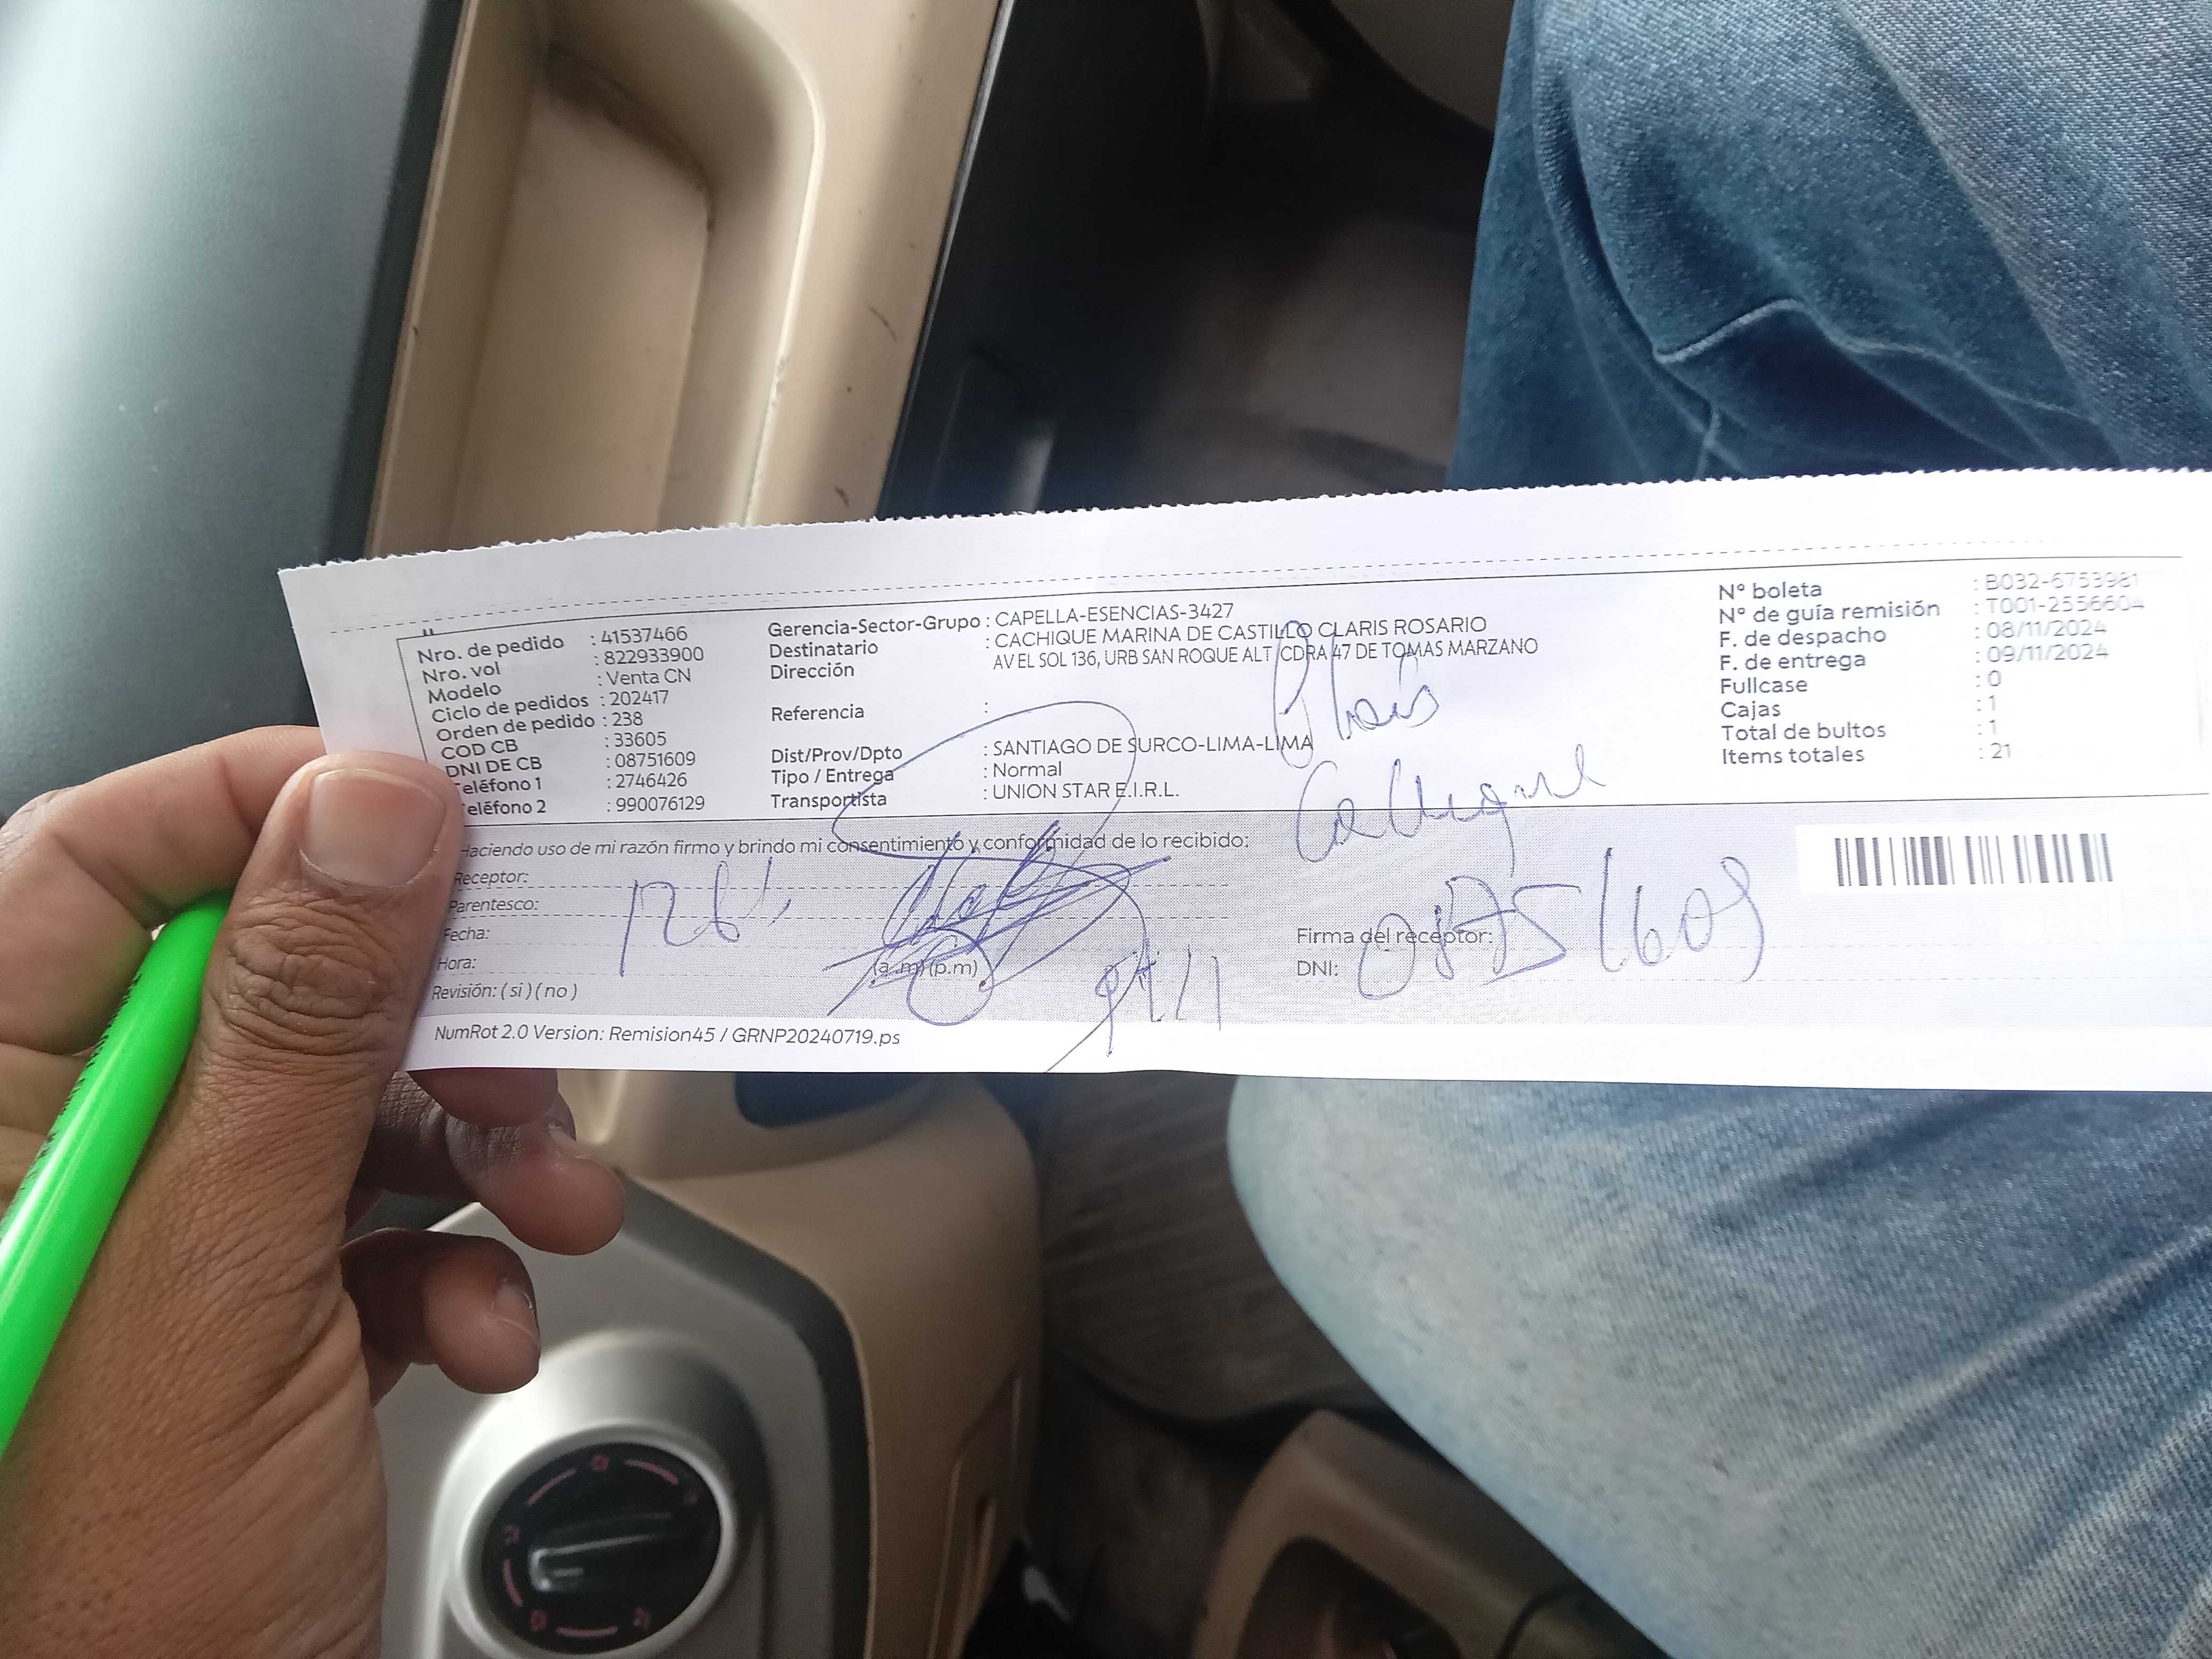 Nro. de pedido : 41537466
Nro. vol : 822933900
Modelo : Venta CN
Ciclo de pedidos : 202417
Orden de pedido : 238
COD CB : 33605
DNI DE CB : 08751609
eléfono 1 : 2746426
eléfono 2 : 990076129
Gerencia-Sector-Grupo : CAPELLA-ESENCIAS-3427
Destinatario : CACHIQUE MARINA DE CASTILLO CLARIS ROSARIO
Dirección AV EL SOL 136, URB SAN ROQUE ALT CDRA 47 DE TOMAS MARZANO
Referencia :
Dist/Prov/Dpto : SANTIAGO DE SURCO-LIMA-LIMA
Tipo / Entrega : Normal
Transportista : UNION STAR E.I.R.L.
N° boleta : B032-6753981
N° de guía remisión : T001-2556604
F. de despacho : 08/11/2024
F. de entrega : 09/11/2024
Fullcase : 0
Cajas : 1
Total de bultos : 1
Items totales : 21
Cachique
Haciendo uso de mi razón firmo y brindo mi consentimiento y conformidad de lo recibido:
Receptor:
Parentesco:
Fecha:
Hora: (a.m) (p.m)
Revisión: ( si ) ( no )
Firma del receptor:
DNI: 08751609
NumRot 2.0 Version: Remision45 / GRNP20240719.ps